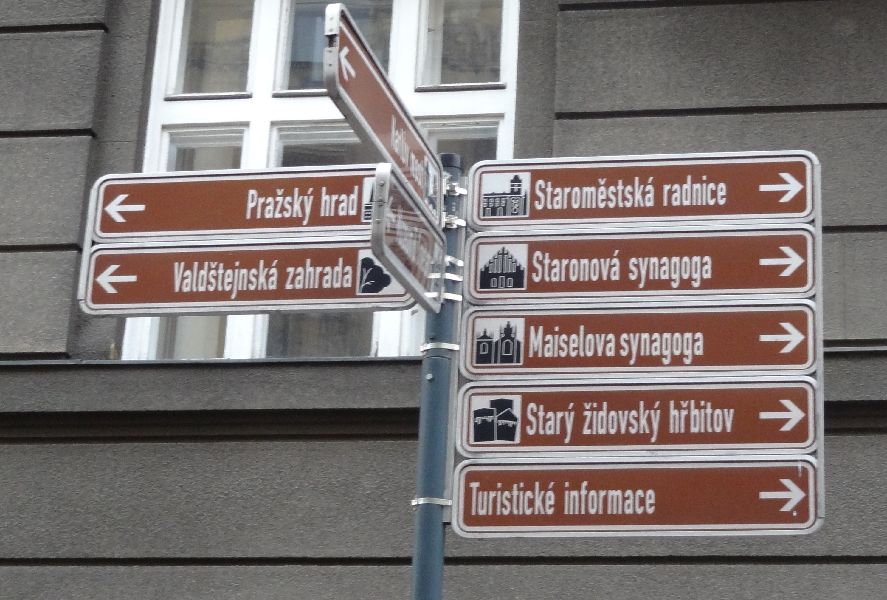 Pražský hrad
Valdštejnská zahrada
Staroměstská radnice
Staronová synagoga
Maiselova synagoga
Starý židovský hřbitov
Turistické informace